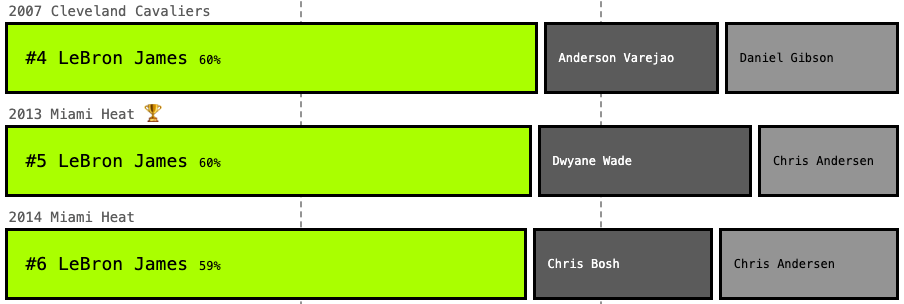 2007 Cleveland Cavaliers
#4 LeBron James 60% Anderson Varejao Daniel Gibson
2013 Miami Heat 🏆
#5 LeBron James 60% Dwyane Wade Chris Andersen
2014 Miami Heat
#6 LeBron James 59% Chris Bosh Chris Andersen